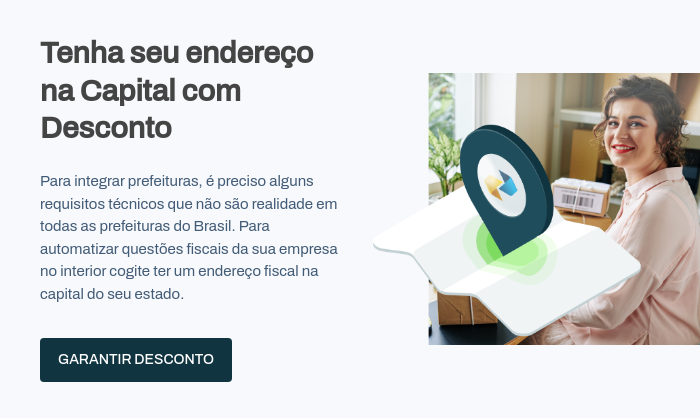 Tenha seu endereço
na Capital com
Desconto
Para integrar prefeituras, é preciso alguns
requisitos técnicos que não são realidade em
todas as prefeituras do Brasil. Para
automatizar questões fiscais da sua empresa
no interior cogite ter um endereço fiscal na
capital do seu estado.
GARANTIR DESCONTO